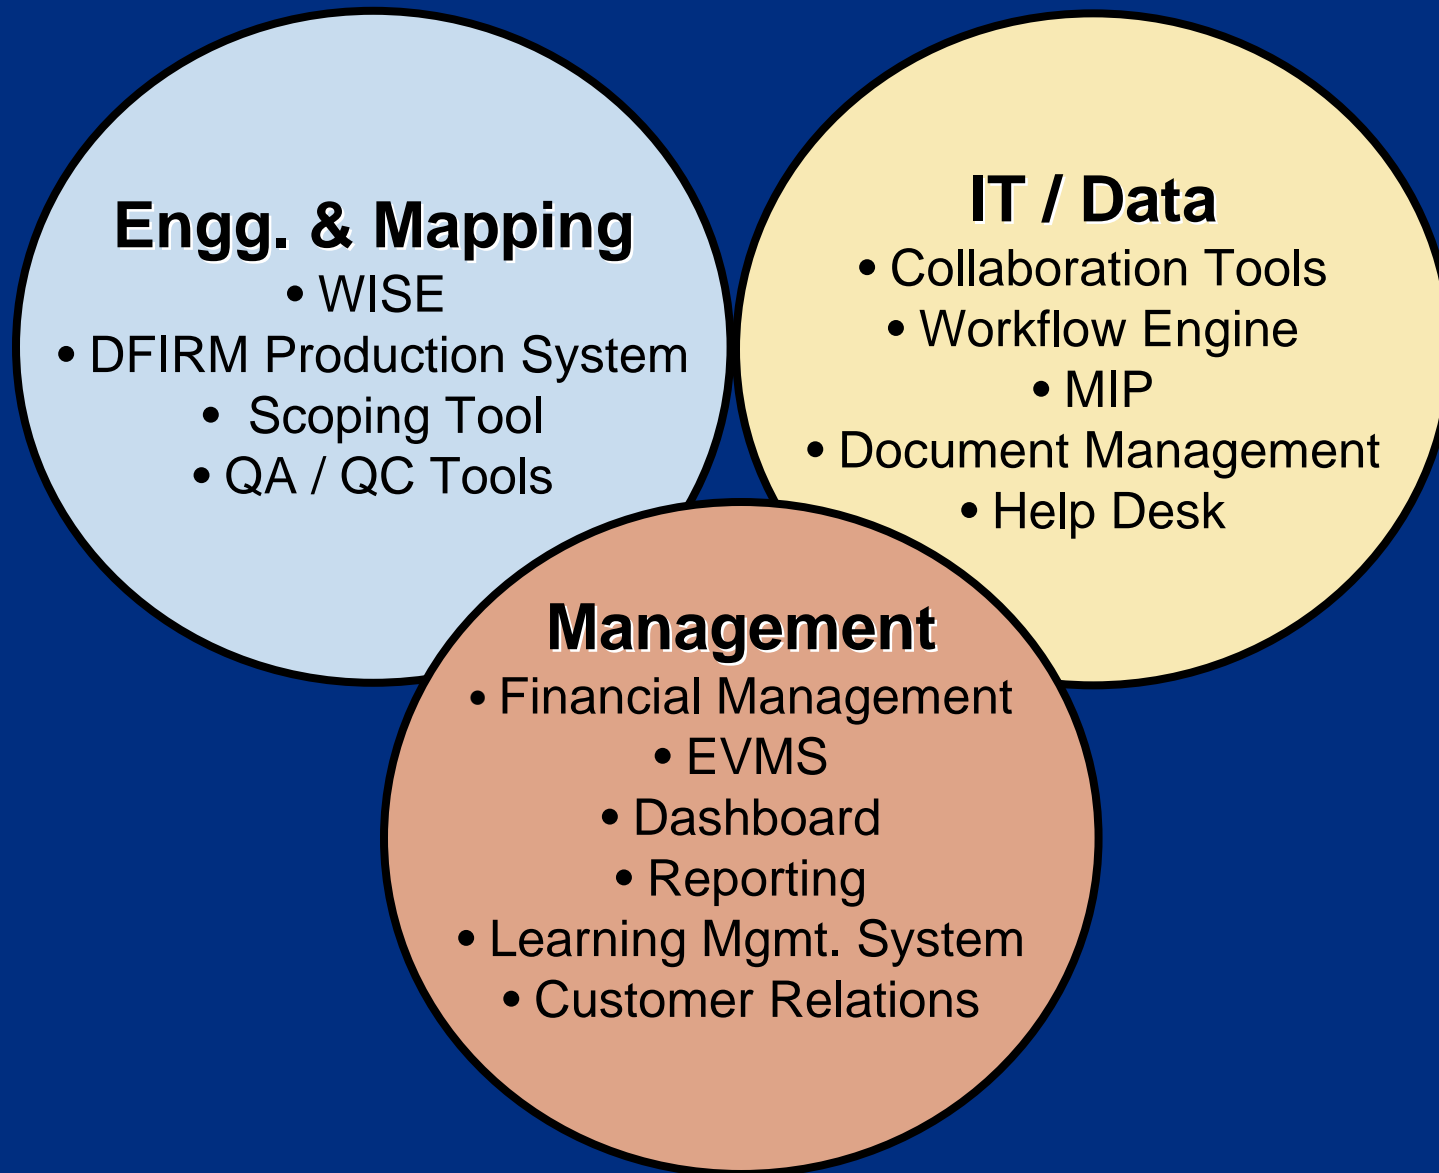 Engg. & Mapping
• WISE
• DFIRM Production System
• Scoping Tool
• QA / QC Tools
IT / Data
• Collaboration Tools
• Workflow Engine
• MIP
• Document Management
• Help Desk
Management
• Financial Management
• EVMS
• Dashboard
• Reporting
• Learning Mgmt. System
• Customer Relations